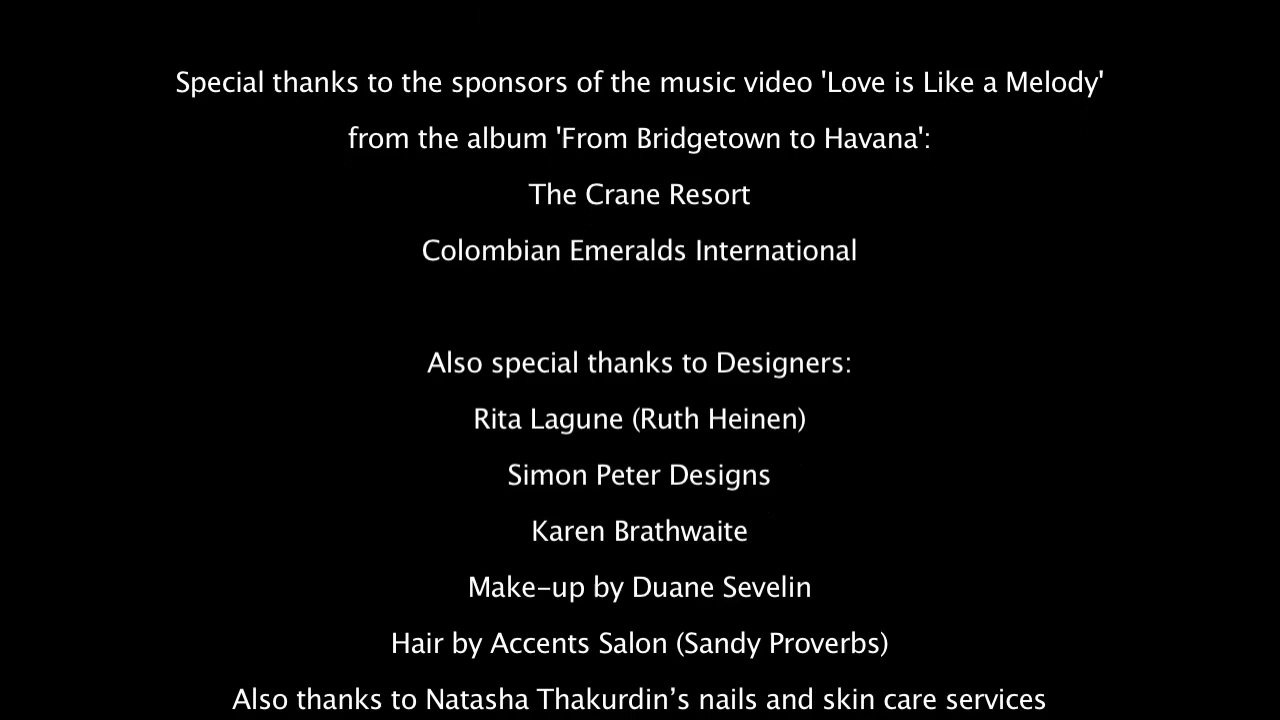 Special thanks to the sponsors of the music video 'Love is Like a Melody'
from the album 'From Bridgetown to Havana':
The Crane Resort
Colombian Emeralds International
Also special thanks to Designers:
Rita Lagune (Ruth Heinen)
Simon Peter Designs
Karen Brathwaite
Make-up by Duane Sevelin
Hair by Accents Salon (Sandy Proverbs)
Also thanks to Natasha Thakurdin’s nails and skin care services